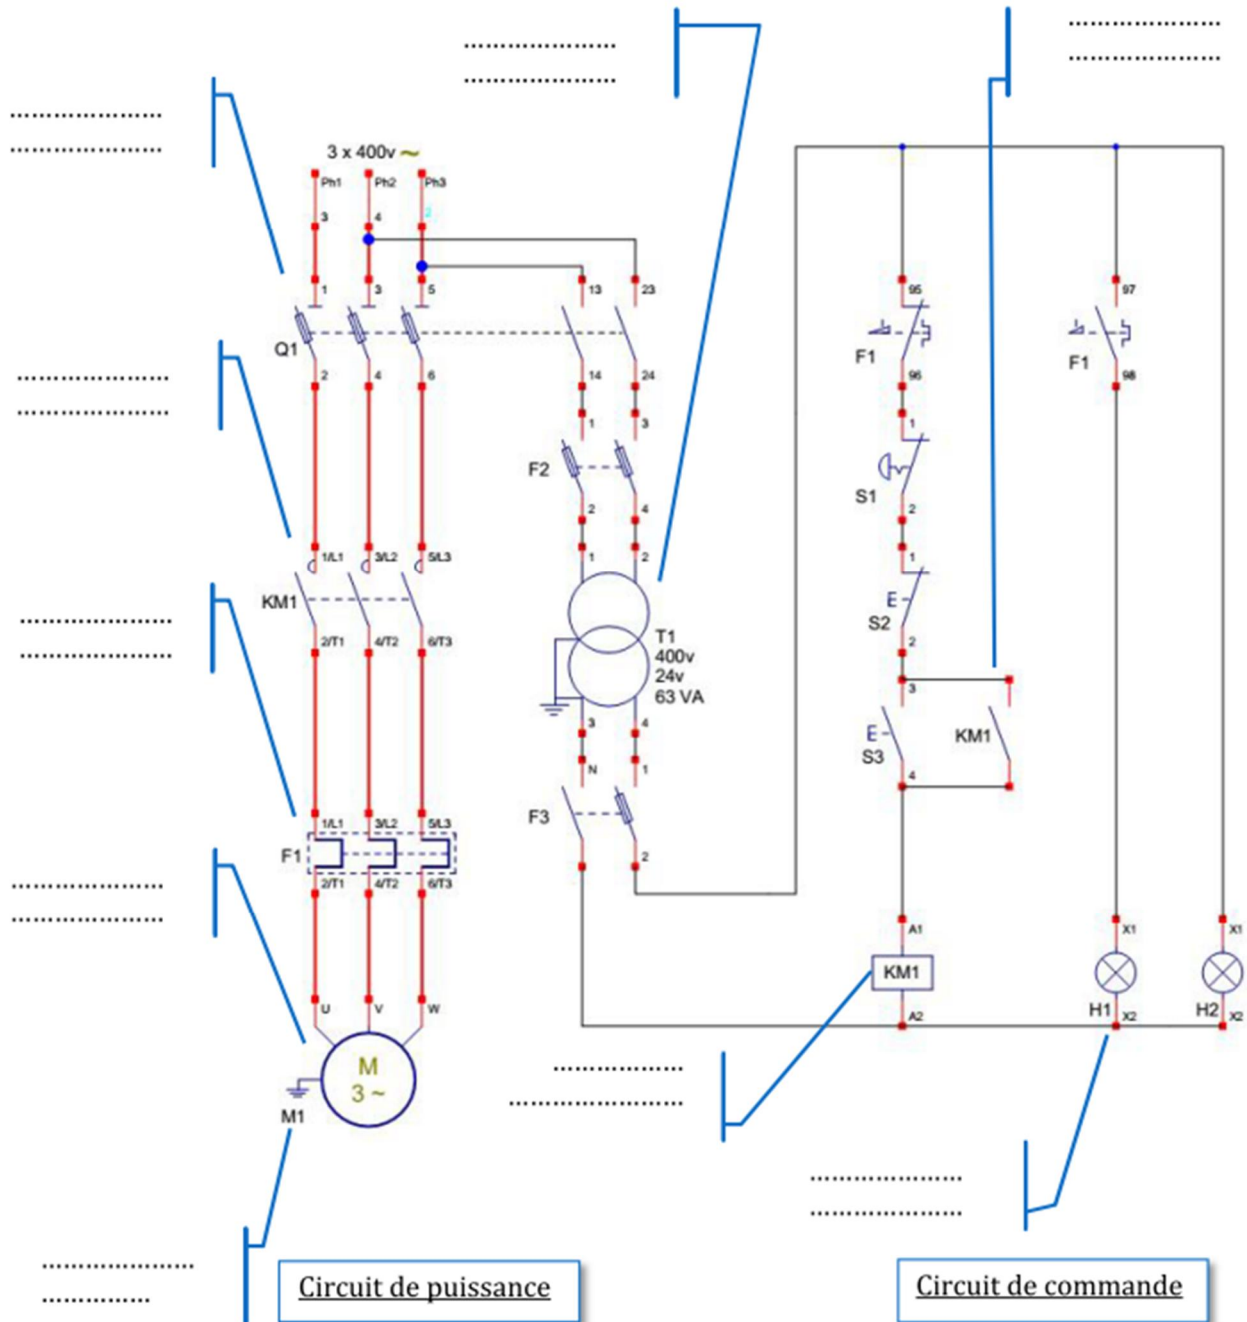 ........................
........................
........................
........................
........................
........................
3 x 400v ~
Ph1 Ph2 Ph3
3 4 2
1 3 5 13 23 95 97
Q1 F1 F1
2 4 6 14 24 96 98
........................
........................
1 3 1
F2 S1
2 4 2
1/L1 3/L2 5/L3 1 2 1
KM1 E S2
........................
........................
2/T1 4/T2 6/T3 2
T1
400v
24v
63 VA
3
3 4 E S3 KM1
N 1 4
F3
1/L1 3/L2 5/L3
F1
2/T1 4/T2 6/T3 2
........................
........................
A1 X1 X1
KM1
U V W A2 H1 X2 H2 X2
M
3 ~
M1
........................
........................
........................
........................
........................
........................
Circuit de puissance
Circuit de commande